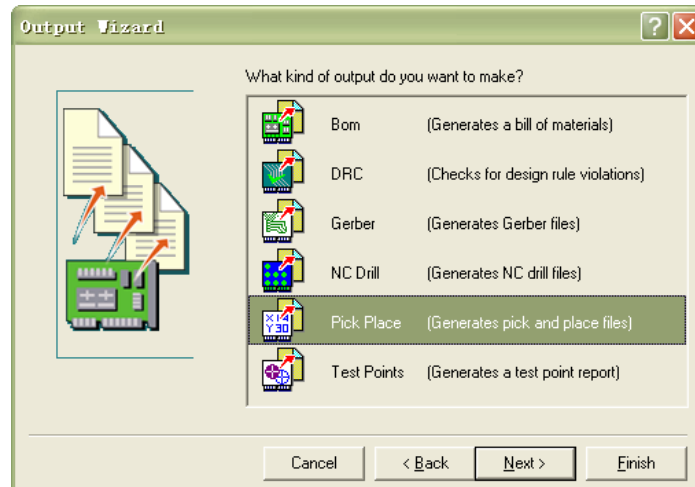 Output Wizard
What kind of output do you want to make?
Bom (Generates a bill of materials)
DRC (Checks for design rule violations)
Gerber (Generates Gerber files)
NC Drill (Generates NC drill files)
Pick Place (Generates pick and place files)
Test Points (Generates a test point report)
Cancel < Back Next > Finish